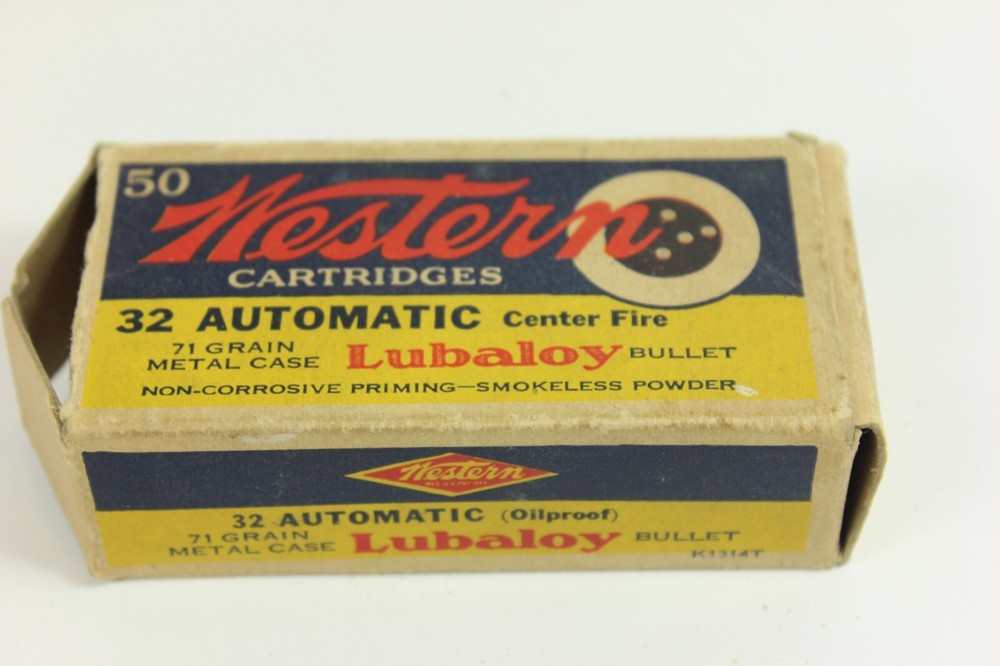 50 Western
CARTRIDGES
32 AUTOMATIC Center Fire
71 GRAIN
METAL CASE Lubaloy BULLET
NON-CORROSIVE PRIMING—SMOKELESS POWDER
Western
32 AUTOMATIC (Oilproof)
71 GRAIN
METAL CASE Lubaloy BULLET
K1314T